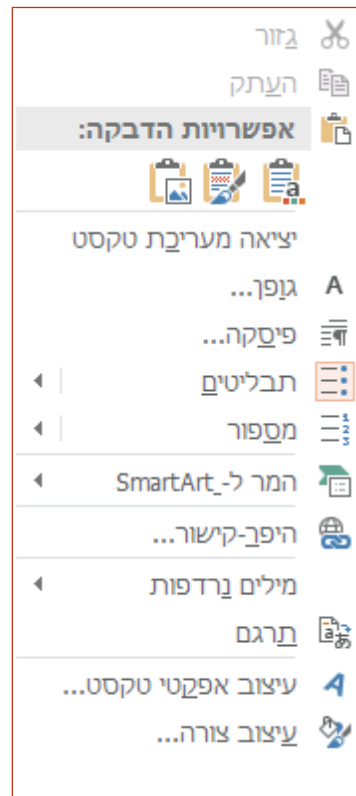 גזור
העתק
אפשרויות הדבקה:
יציאה מעריכת טקסט
גופן...
פיסקה...
תבליטים
מספור
המר ל-SmartArt
היפר-קישור...
מילים נרדפות
תרגם
עיצוב אפקטי טקסט...
עיצוב צורה...